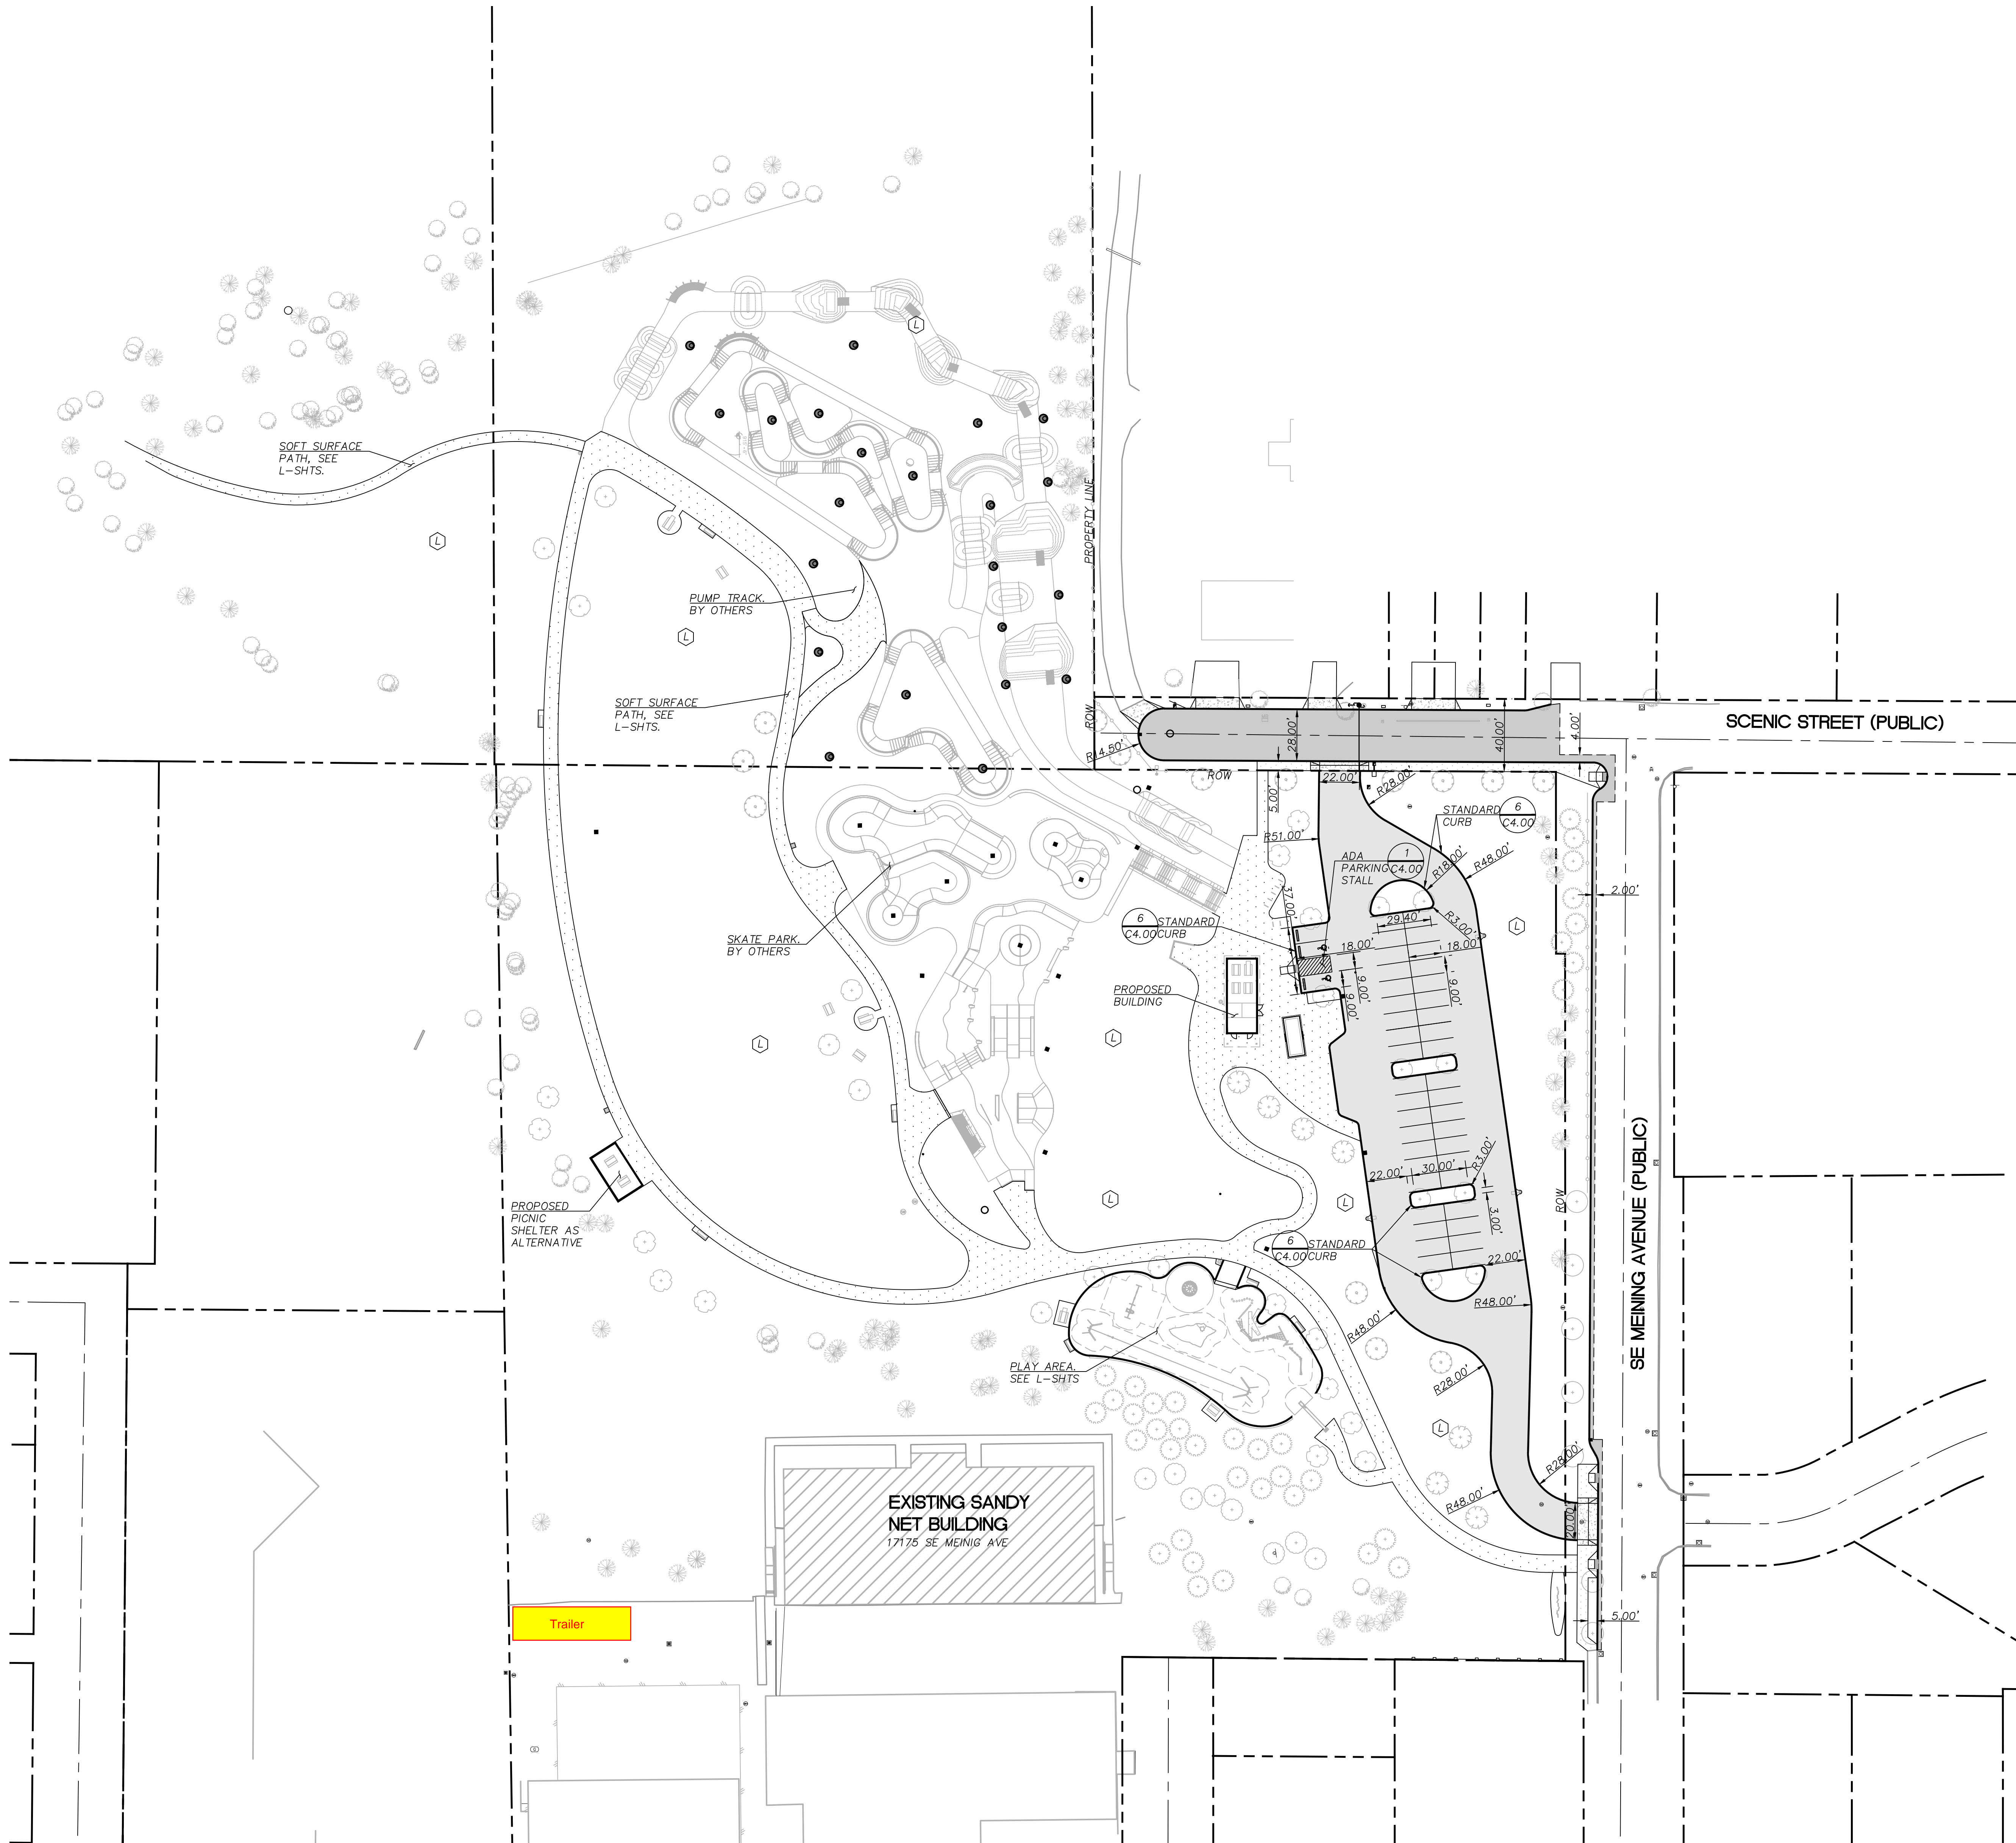 L
SOFT SURFACE
PATH, SEE
L-SHTS.
L
PROPERTY LINE
PUMP TRACK.
BY OTHERS
L
SOFT SURFACE
PATH, SEE
L-SHTS.
ROW
R14.50'
28.00'
40.00'
4.00'
SCENIC STREET (PUBLIC)
ROW
5.00'
22.00'
R28.00'
STANDARD
CURB
6
C4.00
R51.00'
ADA
PARKING
STALL
1
C4.00
R18.00'
R48.00'
2.00'
37.00'
29.40'
R3.00'
L
6
C4.00
STANDARD
CURB
18.00'
18.00'
SKATE PARK.
BY OTHERS
9.00'
9.00'
9.00'
PROPOSED
BUILDING
L
L
SE MEINING AVENUE (PUBLIC)
22.00'
30.00'
R3.00'
3.00'
L
L
ROW
PROPOSED
PICNIC
SHELTER AS
ALTERNATIVE
6
C4.00
STANDARD
CURB
22.00'
R48.00'
R48.00'
PLAY AREA.
SEE L-SHTS
R28.00'
L
R28.00'
R48.00'
20.00'
EXISTING SANDY
NET BUILDING
17175 SE MEINIG AVE
Trailer
5.00'